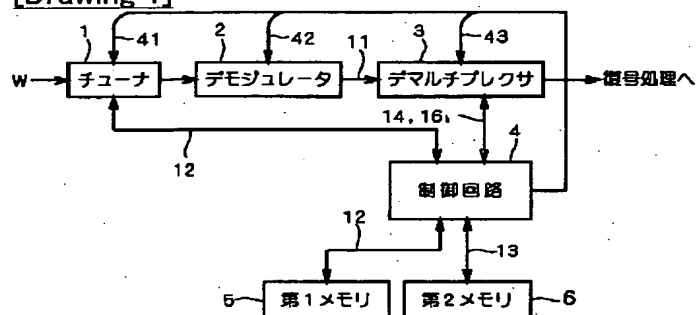 [Drawing 1]
1 41 2 42 3 43
W チューナ デモジュレータ 11 デマルチプレクサ 復号処理へ
14, 16i 4
12 制御回路
12 13
5 第1メモリ 第2メモリ 6